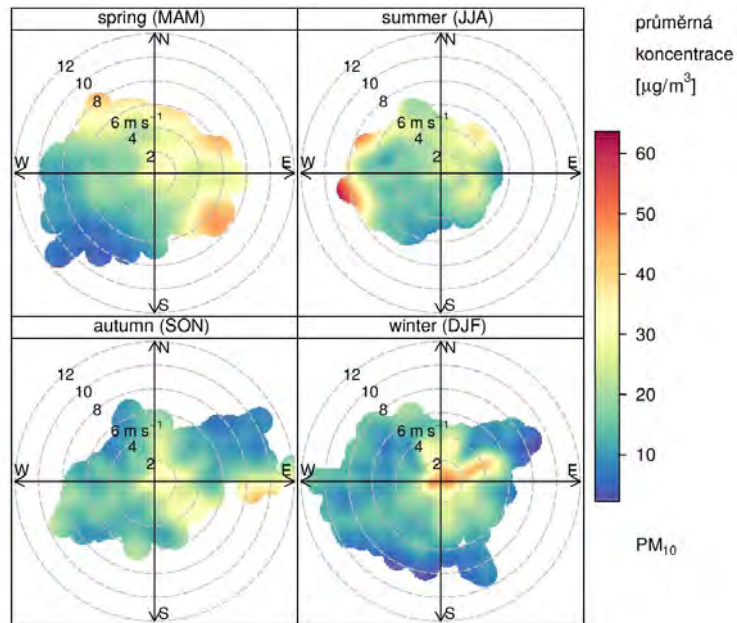 spring (MAM)
N
12
10
8
6 m s⁻¹
4
2
W
E
S
summer (JJA)
N
12
10
8
6 m s⁻¹
4
2
W
E
S
autumn (SON)
N
12
10
8
6 m s⁻¹
4
2
W
E
S
winter (DJF)
N
12
10
8
6 m s⁻¹
4
2
W
E
S
průměrná
koncentrace
[μg/m³]
60
50
40
30
20
10
PM₁₀